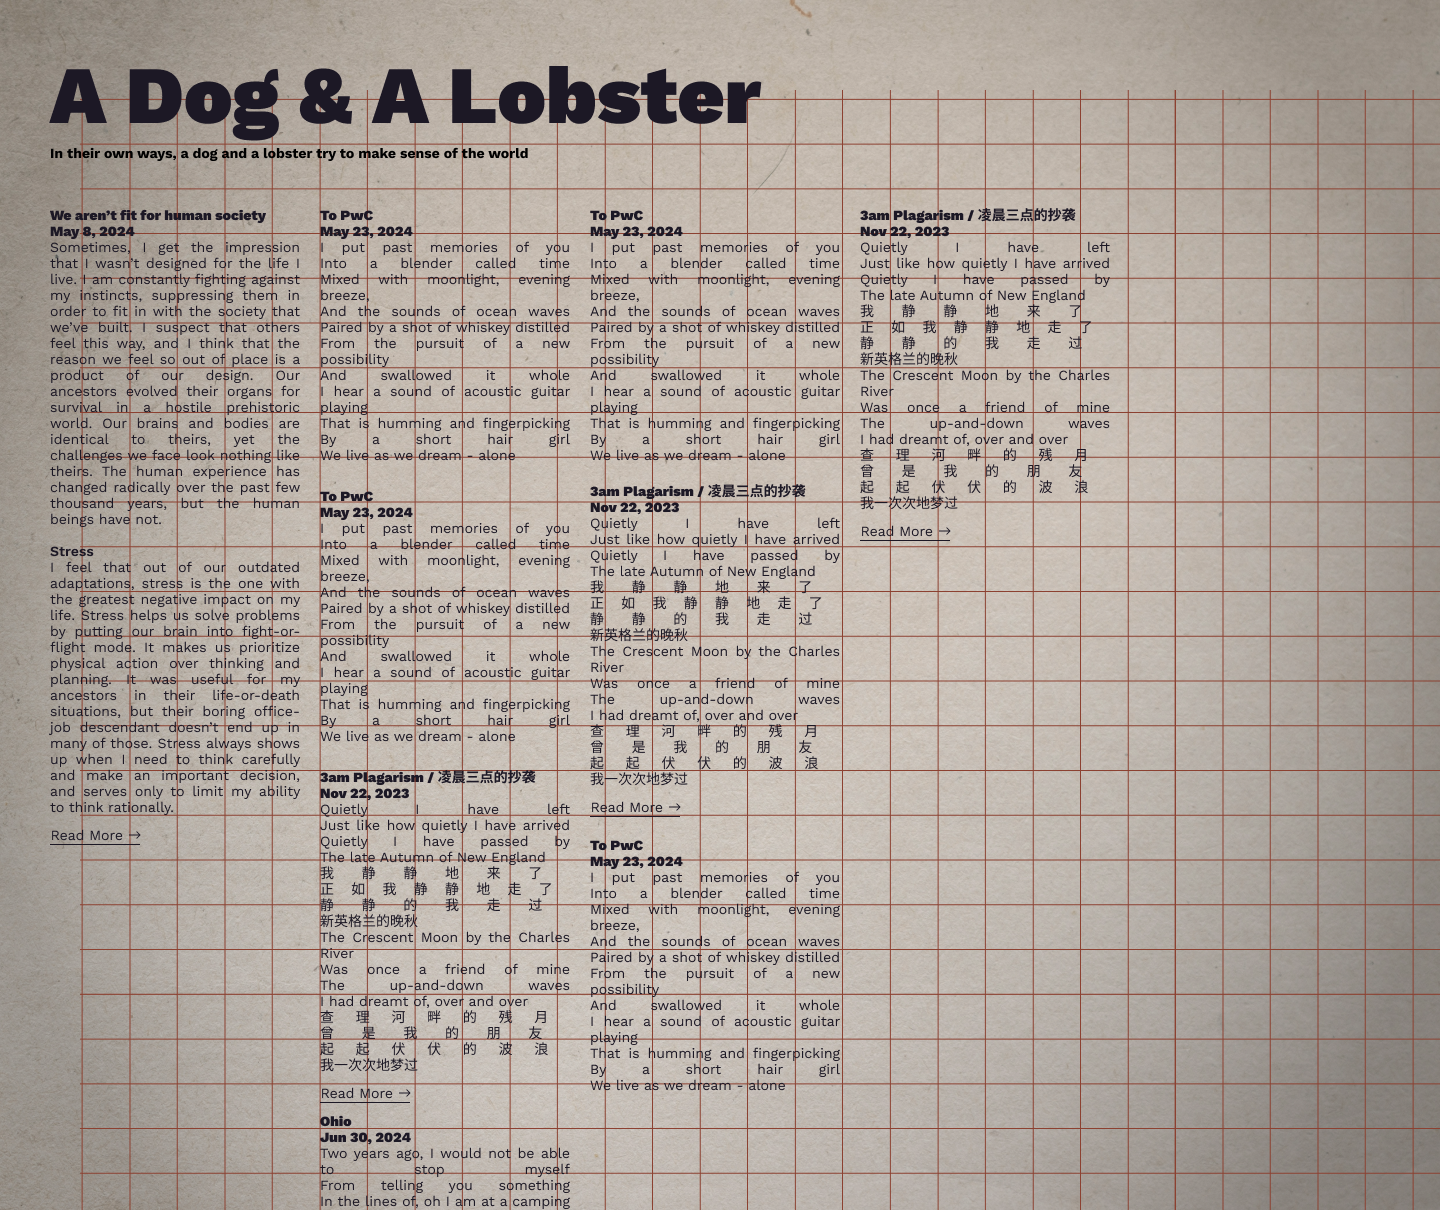 A Dog & A Lobster
In their own ways, a dog and a lobster try to make sense of the world
We aren’t fit for human society
May 8, 2024
Sometimes, I get the impression
that I wasn’t designed for the life I
live. I am constantly fighting against
my instincts, suppressing them in
order to fit in with the society that
we’ve built. I suspect that others
feel this way, and I think that the
reason we feel so out of place is a
product of our design. Our
ancestors evolved their organs for
survival in a hostile prehistoric
world. Our brains and bodies are
identical to theirs, yet the
challenges we face look nothing like
theirs. The human experience has
changed radically over the past few
thousand years, but the human
beings have not.
Stress
I feel that out of our outdated
adaptations, stress is the one with
the greatest negative impact on my
life. Stress helps us solve problems
by putting our brain into fight-or-
flight mode. It makes us prioritize
physical action over thinking and
planning. It was useful for my
ancestors in their life-or-death
situations, but their boring office-
job descendant doesn’t end up in
many of those. Stress always shows
up when I need to think carefully
and make an important decision,
and serves only to limit my ability
to think rationally.
Read More →
To PwC
May 23, 2024
I put past memories of you
Into a blender called time
Mixed with moonlight, evening
breeze,
And the sounds of ocean waves
Paired by a shot of whiskey distilled
From the pursuit of a new
possibility
And swallowed it whole
I hear a sound of acoustic guitar
playing
That is humming and fingerpicking
By a short hair girl
We live as we dream - alone
To PwC
May 23, 2024
I put past memories of you
Into a blender called time
Mixed with moonlight, evening
breeze,
And the sounds of ocean waves
Paired by a shot of whiskey distilled
From the pursuit of a new
possibility
And swallowed it whole
I hear a sound of acoustic guitar
playing
That is humming and fingerpicking
By a short hair girl
We live as we dream - alone
3am Plagarism / 凌晨三点的抄袭
Nov 22, 2023
Quietly I have left
Just like how quietly I have arrived
Quietly I have passed by
The late Autumn of New England
我静静地来了
正如我静静地走了
静静的我走过
新英格兰的晚秋
The Crescent Moon by the Charles
River
Was once a friend of mine
The up-and-down waves
I had dreamt of, over and over
查理河畔的残月
曾是我的朋友
起起伏伏的波浪
我一次次地梦过
Read More →
Ohio
Jun 30, 2024
Two years ago, I would not be able
to stop myself
From telling you something
In the lines of, oh I am at a camping
To PwC
May 23, 2024
I put past memories of you
Into a blender called time
Mixed with moonlight, evening
breeze,
And the sounds of ocean waves
Paired by a shot of whiskey distilled
From the pursuit of a new
possibility
And swallowed it whole
I hear a sound of acoustic guitar
playing
That is humming and fingerpicking
By a short hair girl
We live as we dream - alone
3am Plagarism / 凌晨三点的抄袭
Nov 22, 2023
Quietly I have left
Just like how quietly I have arrived
Quietly I have passed by
The late Autumn of New England
我静静地来了
正如我静静地走了
静静的我走过
新英格兰的晚秋
The Crescent Moon by the Charles
River
Was once a friend of mine
The up-and-down waves
I had dreamt of, over and over
查理河畔的残月
曾是我的朋友
起起伏伏的波浪
我一次次地梦过
Read More →
To PwC
May 23, 2024
I put past memories of you
Into a blender called time
Mixed with moonlight, evening
breeze,
And the sounds of ocean waves
Paired by a shot of whiskey distilled
From the pursuit of a new
possibility
And swallowed it whole
I hear a sound of acoustic guitar
playing
That is humming and fingerpicking
By a short hair girl
We live as we dream - alone
3am Plagarism / 凌晨三点的抄袭
Nov 22, 2023
Quietly I have left
Just like how quietly I have arrived
Quietly I have passed by
The late Autumn of New England
我静静地来了
正如我静静地走了
静静的我走过
新英格兰的晚秋
The Crescent Moon by the Charles
River
Was once a friend of mine
The up-and-down waves
I had dreamt of, over and over
查理河畔的残月
曾是我的朋友
起起伏伏的波浪
我一次次地梦过
Read More →